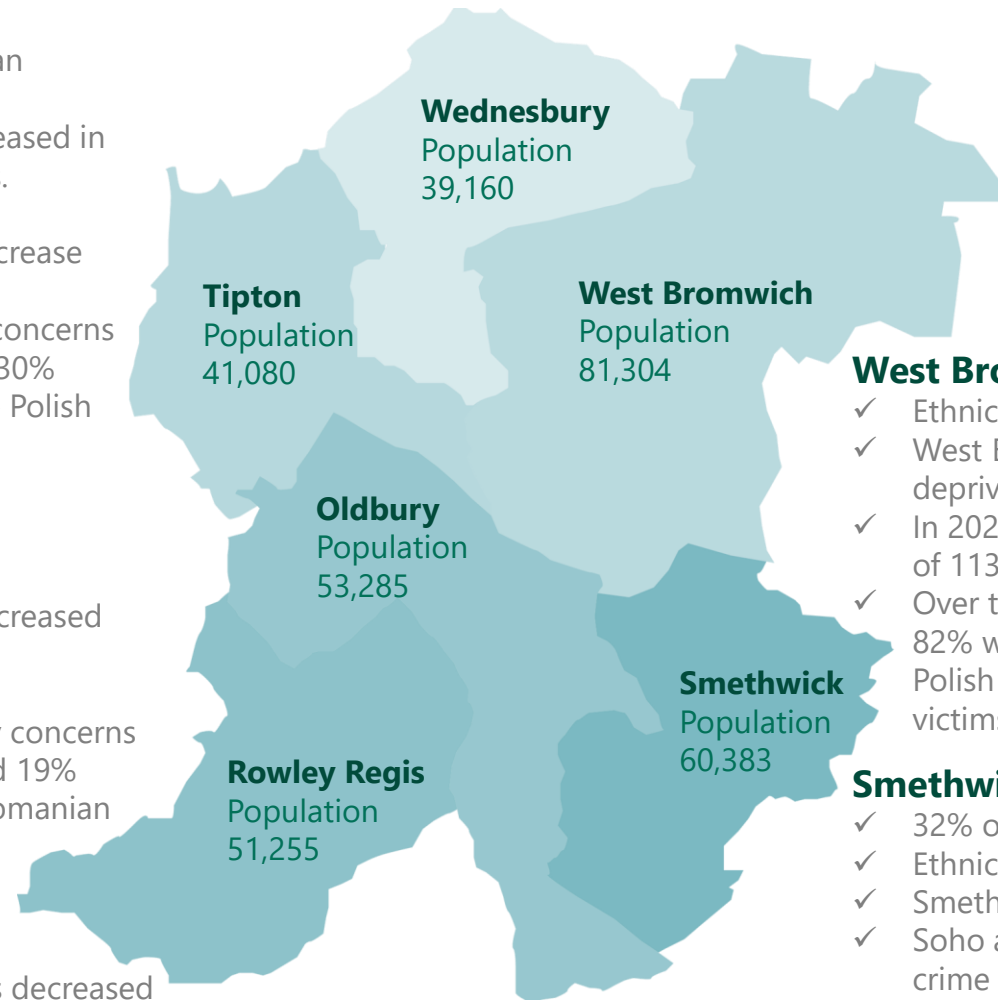 an
eased in
.
crease
concerns
30%
Polish
creased
concerns
d 19%
omanian
s decreased
Wednesbury
Population
39,160
Tipton
Population
41,080
West Bromwich
Population
81,304
Oldbury
Population
53,285
Smethwick
Population
60,383
Rowley Regis
Population
51,255
West Bro
✓ Ethnic
✓ West B
depriv
✓ In 202
of 113
✓ Over t
82% w
Polish
victims
Smethwi
✓ 32% o
✓ Ethnic
✓ Smeth
✓ Soho a
crime